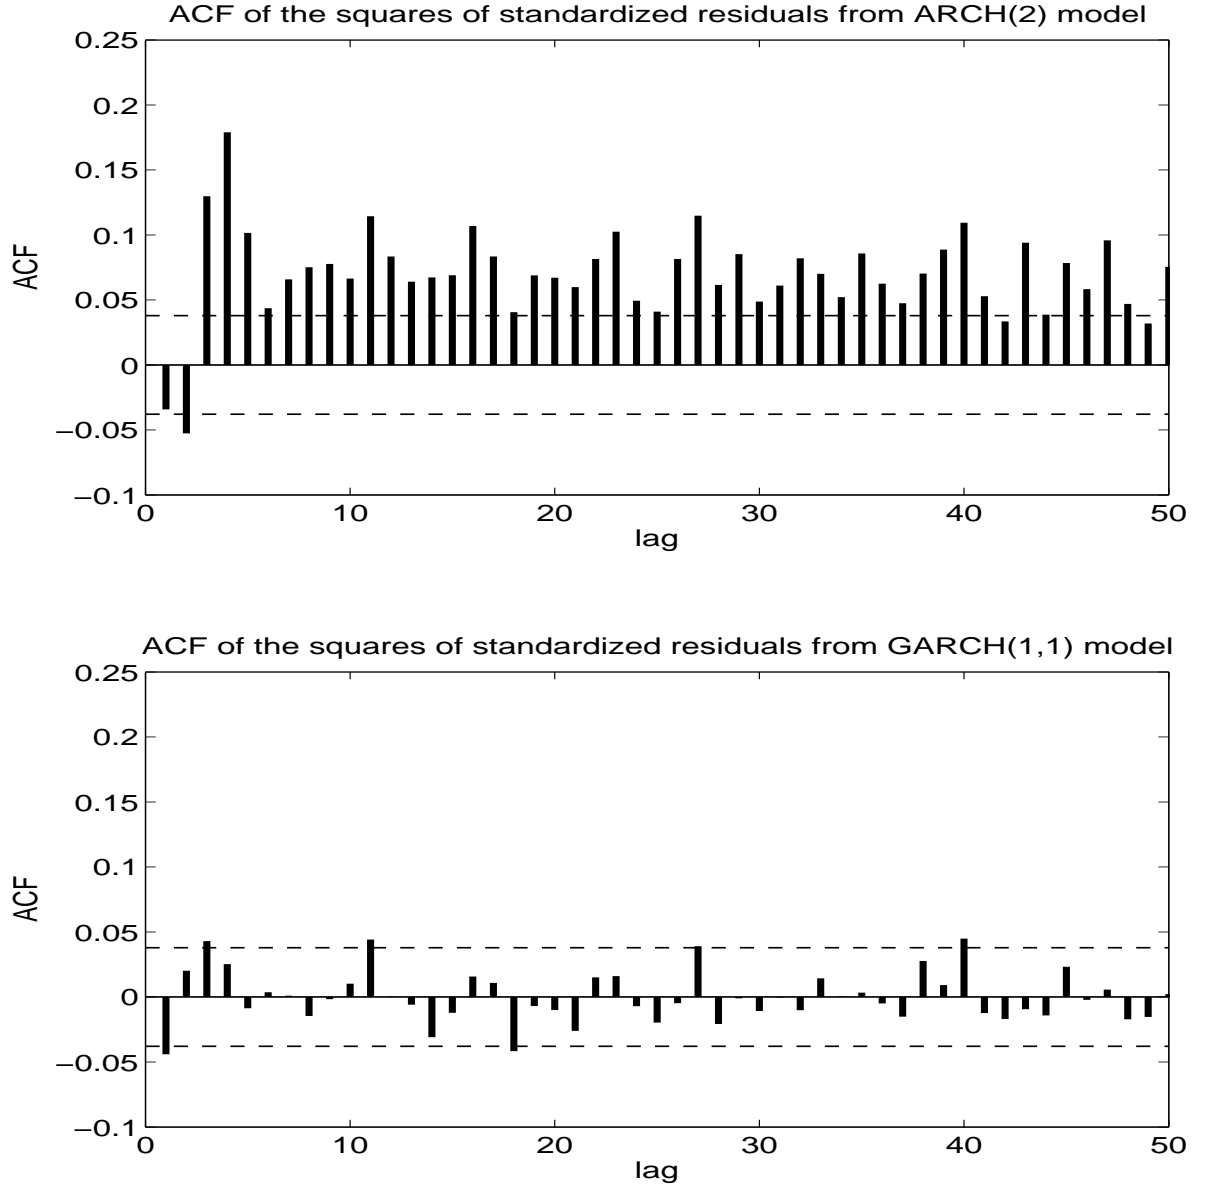 ACF of the squares of standardized residuals from ARCH(2) model
0.25
0.2
0.15
0.1
0.05
0
−0.05
−0.1
ACF
0 10 20 30 40 50
lag
ACF of the squares of standardized residuals from GARCH(1,1) model
0.25
0.2
0.15
0.1
0.05
0
−0.05
−0.1
ACF
0 10 20 30 40 50
lag